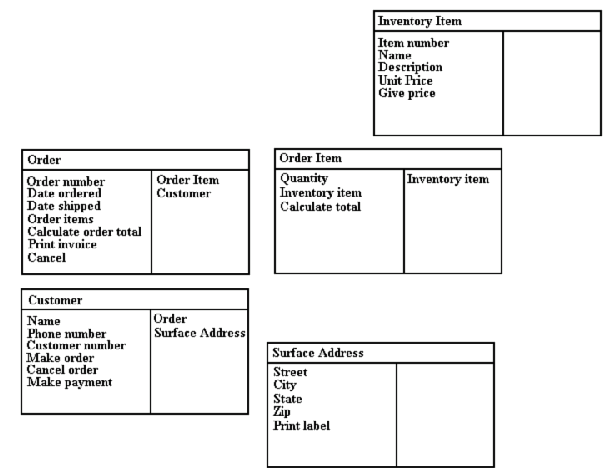 Inventory Item
Item number
Name
Description
Unit Price
Give price
Order
Order number
Date ordered
Date shipped
Order items
Calculate order total
Print invoice
Cancel
Order Item
Customer
Order Item
Quantity
Inventory item
Calculate total
Inventory item
Customer
Name
Phone number
Customer number
Make order
Cancel order
Make payment
Order
Surface Address
Surface Address
Street
City
State
Zip
Print label